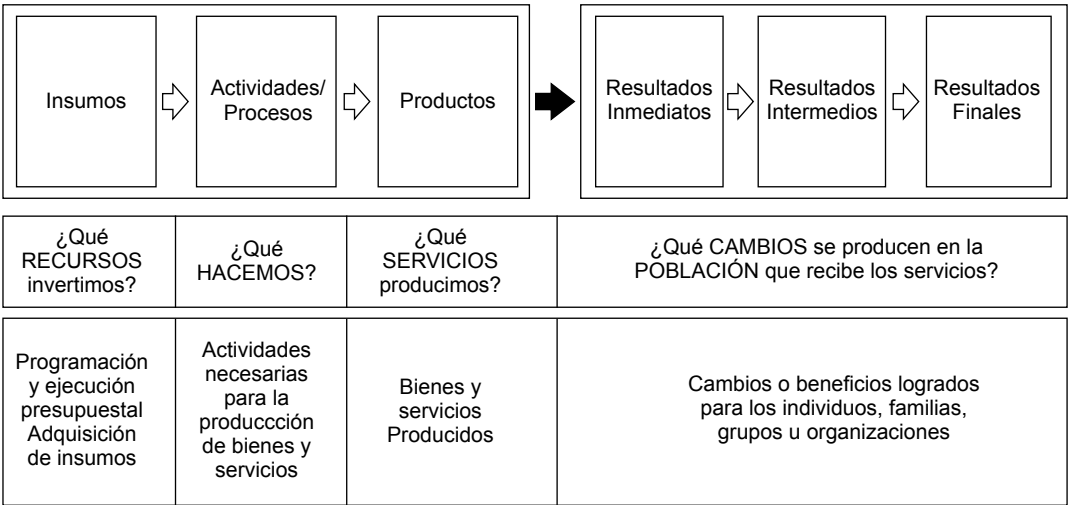 Insumos
Actividades/
Procesos
Productos
Resultados
Inmediatos
Resultados
Intermedios
Resultados
Finales
¿Qué
RECURSOS
invertimos?
¿Qué
HACEMOS?
¿Qué
SERVICIOS
producimos?
¿Qué CAMBIOS se producen en la
POBLACIÓN que recibe los servicios?
Programación
y ejecución
presupuestal
Adquisición
de insumos
Actividades
necesarias
para la
produccción
de bienes y
servicios
Bienes y
servicios
Producidos
Cambios o beneficios logrados
para los individuos, familias,
grupos u organizaciones